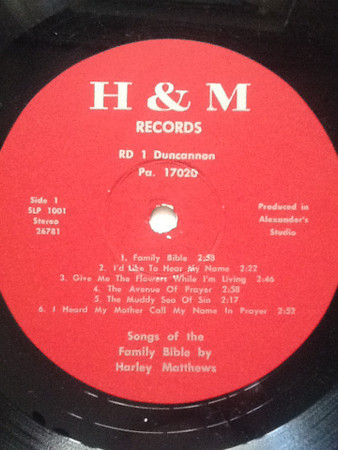 H & M
RECORDS
RD 1 Duncannon
Pa. 17020
Side 1
SLP 1001
Stereo
26781
Produced in
Alexander's
Studio
1. Family Bible 2:58
2. I'd Like To Hear My Name 2:22
3. Give Me The Flowers While I'm Living 2:46
4. The Avenue Of Prayer 2:58
5. The Muddy Sea Of Sin 2:17
6. I Heard My Mother Call My Name In Prayer 2:52
Songs of the
Family Bible by
Harley Matthews